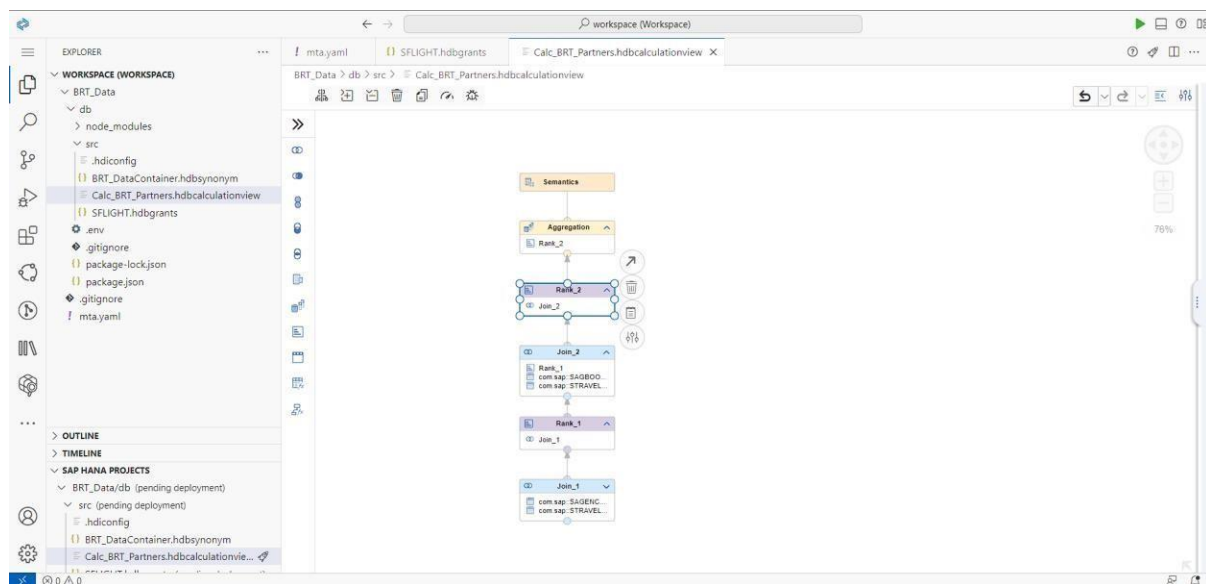 workspace (Workspace)
EXPLORER
mta.yaml
SFLIGHT.hdbgrants
Calc_BRT_Partners.hdbcalculationview
BRT_Data > db > src > Calc_BRT_Partners.hdbcalculationview
WORKSPACE (WORKSPACE)
BRT_Data
db
node_modules
src
.hdiconfig
BRT_DataContainer.hdbsynonym
Calc_BRT_Partners.hdbcalculationview
SFLIGHT.hdbgrants
.env
.gitignore
package-lock.json
package.json
.gitignore
mta.yaml
OUTLINE
TIMELINE
SAP HANA PROJECTS
BRT_Data/db (pending deployment)
src (pending deployment)
.hdiconfig
BRT_DataContainer.hdbsynonym
Calc_BRT_Partners.hdbcalculationvie...
0 0
Semantics
Aggregation
Rank_2
Rank_2
Join_2
Join_2
Rank_1
com.sap::SAGBOO...
com.sap::STRAVEL...
Rank_1
Join_1
Join_1
com.sap::SAGENC...
com.sap::STRAVEL...
76%